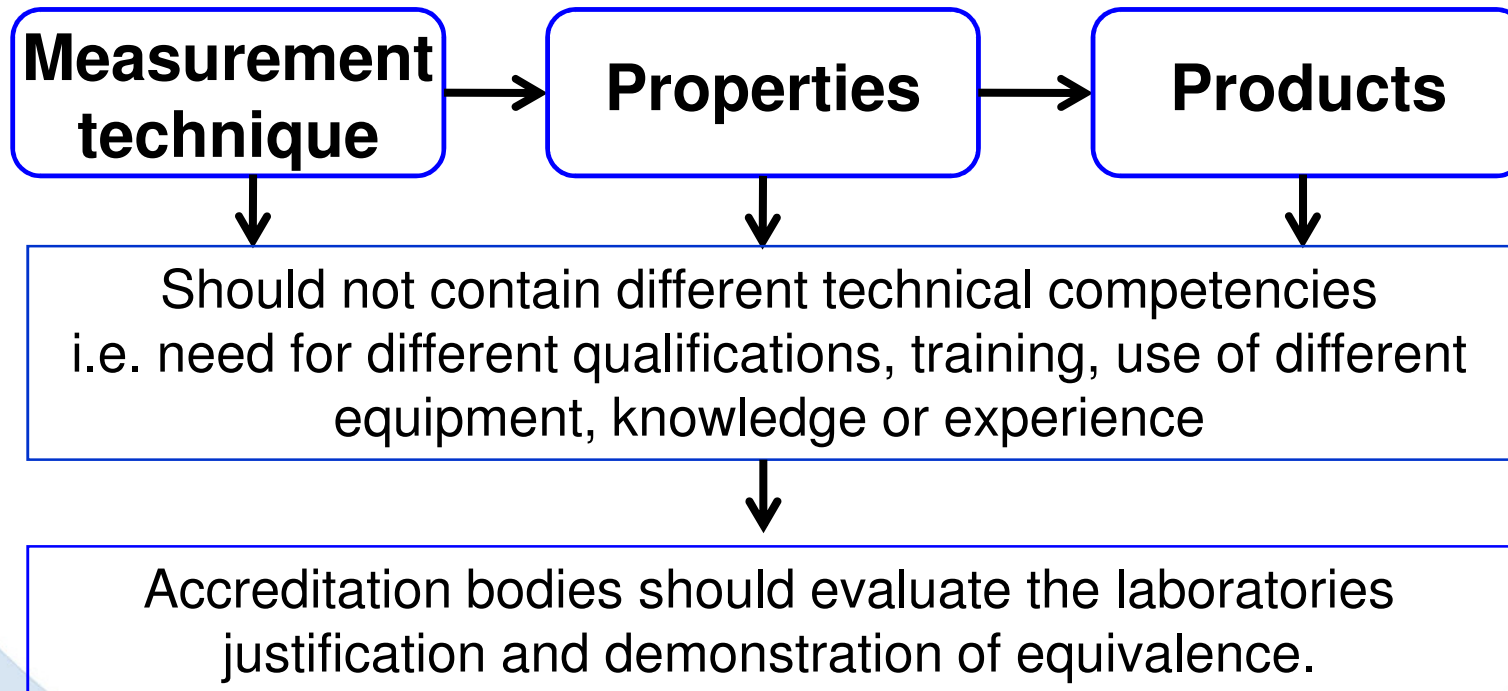 Measurement Properties Products
technique
Should not contain different technical competencies
i.e. need for different qualifications, training, use of different
equipment, knowledge or experience
Accreditation bodies should evaluate the laboratories
justification and demonstration of equivalence.